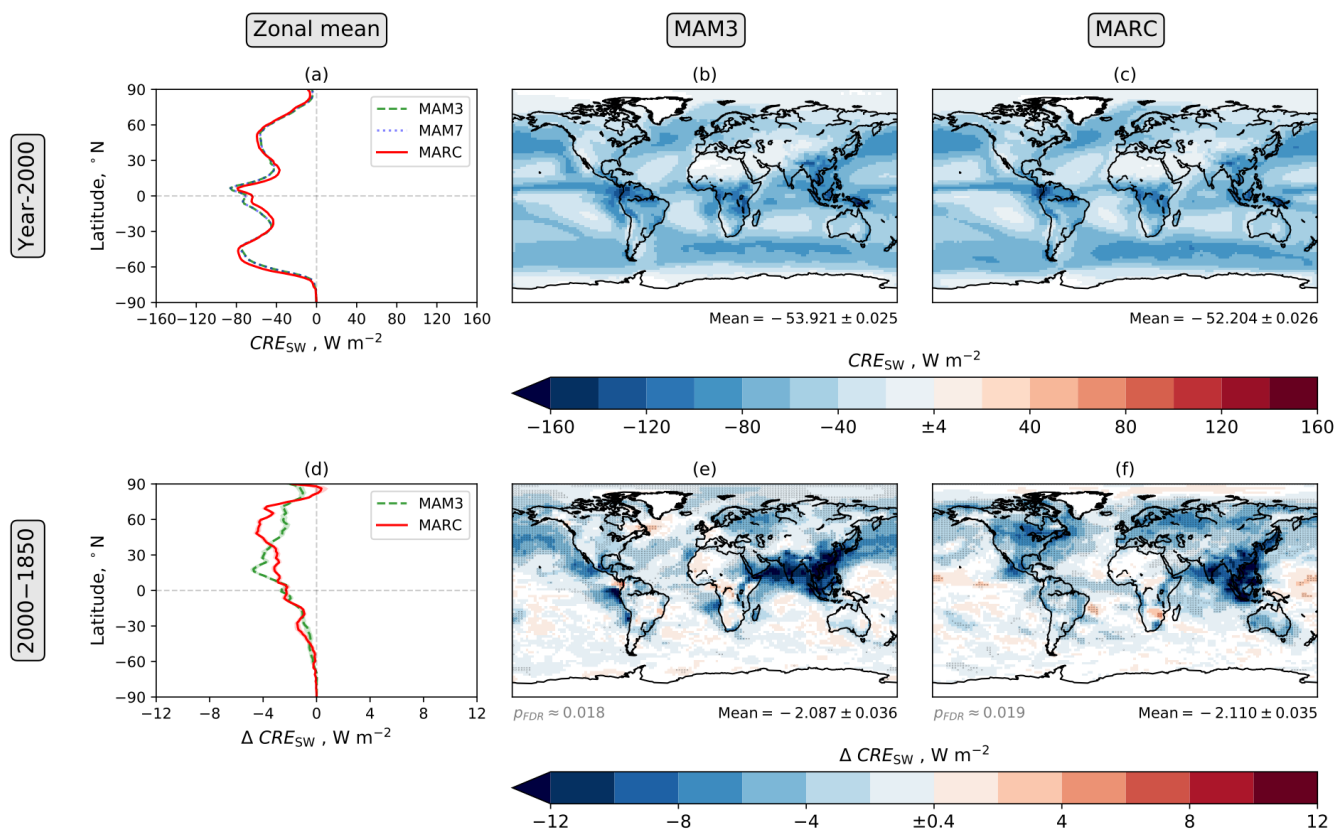 Zonal mean
MAM3
MARC
Year-2000
(a)
90
60
30
0
−30
−60
−90
Latitude, °N
MAM3
MAM7
MARC
−160 −120 −80 −40 0 40 80 120 160
CRE_SW , W m⁻²
(b)
Mean = −53.921 ± 0.025
(c)
Mean = −52.204 ± 0.026
CRE_SW , W m⁻²
−160 −120 −80 −40 ±4 40 80 120 160
2000−1850
(d)
90
60
30
0
−30
−60
−90
Latitude, °N
MAM3
MARC
−12 −8 −4 0 4 8 12
Δ CRE_SW , W m⁻²
(e)
p_FDR ≈ 0.018 Mean = −2.087 ± 0.036
(f)
p_FDR ≈ 0.019 Mean = −2.110 ± 0.035
Δ CRE_SW , W m⁻²
−12 −8 −4 ±0.4 4 8 12